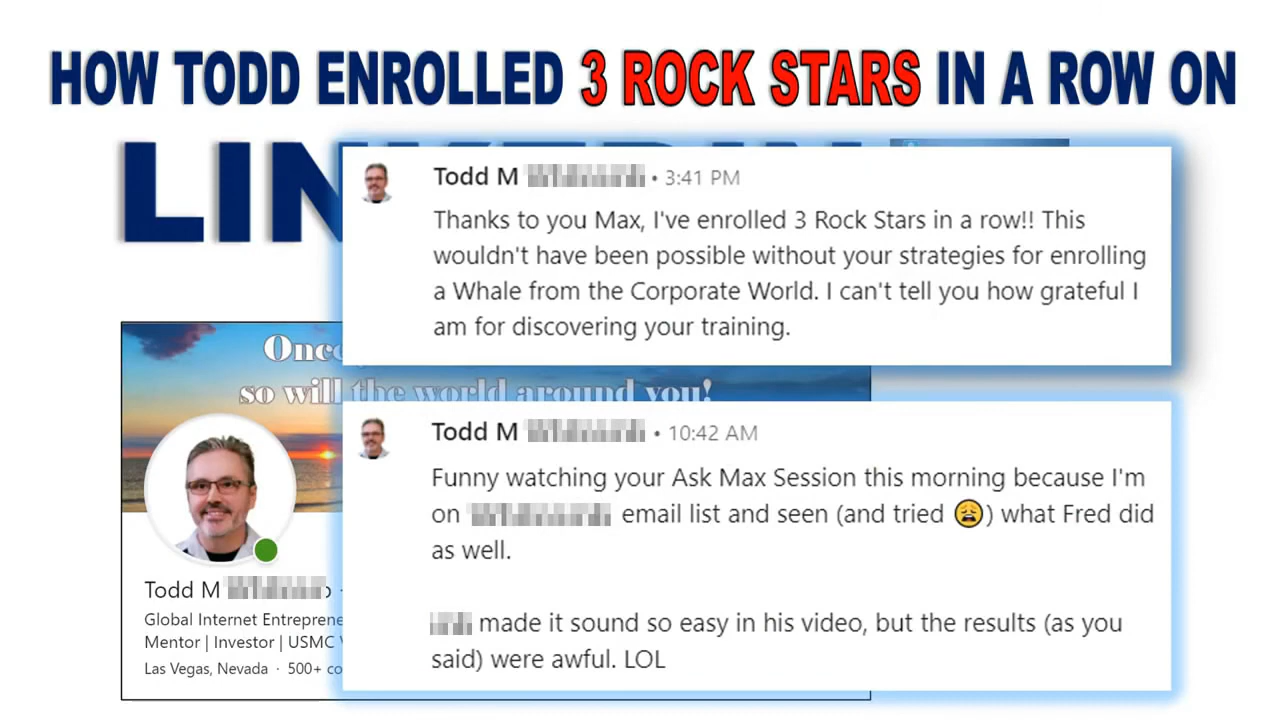 HOW TODD ENROLLED 3 ROCK STARS IN A ROW ON
LIN
Todd M • 3:41 PM
Thanks to you Max, I've enrolled 3 Rock Stars in a row!! This
wouldn't have been possible without your strategies for enrolling
a Whale from the Corporate World. I can't tell you how grateful I
am for discovering your training.
Once
so will the world around you!
Todd M • 10:42 AM
Funny watching your Ask Max Session this morning because I'm
on email list and seen (and tried 😩) what Fred did
as well.
made it sound so easy in his video, but the results (as you
said) were awful. LOL
Todd M
Global Internet Entreprene
Mentor | Investor | USMC
Las Vegas, Nevada · 500+ co